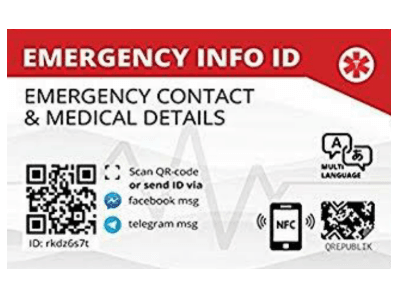 EMERGENCY INFO ID
EMERGENCY CONTACT
& MEDICAL DETAILS
A あ
MULTI
LANGUAGE
Scan QR-code
or send ID via
facebook msg
telegram msg
NFC
ID: rkdz6s7t
QREPUBLIK